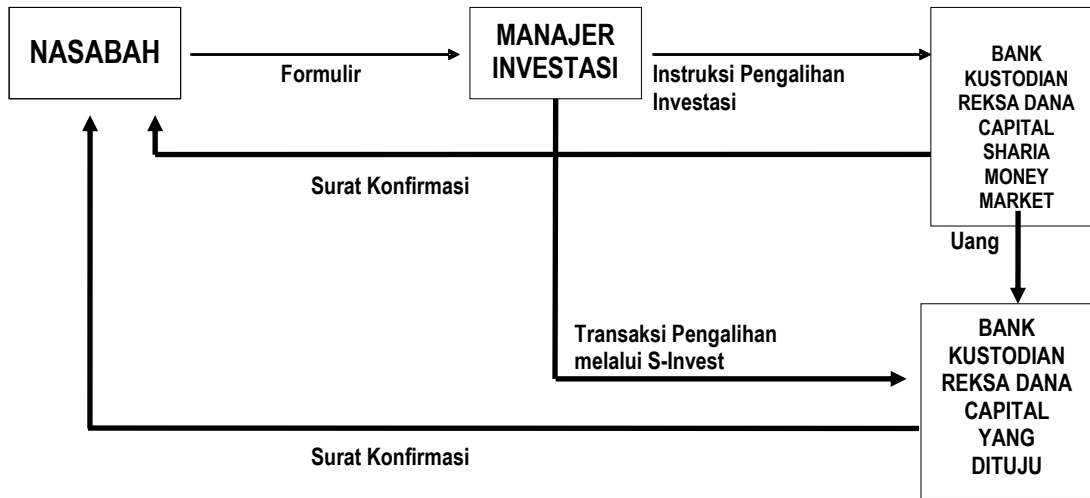 NASABAH
Formulir
MANAJER
INVESTASI
Instruksi Pengalihan
Investasi
BANK
KUSTODIAN
REKSA DANA
CAPITAL
SHARIA
MONEY
MARKET
Surat Konfirmasi
Uang
Transaksi Pengalihan
melalui S-Invest
BANK
KUSTODIAN
REKSA DANA
CAPITAL
YANG
DITUJU
Surat Konfirmasi